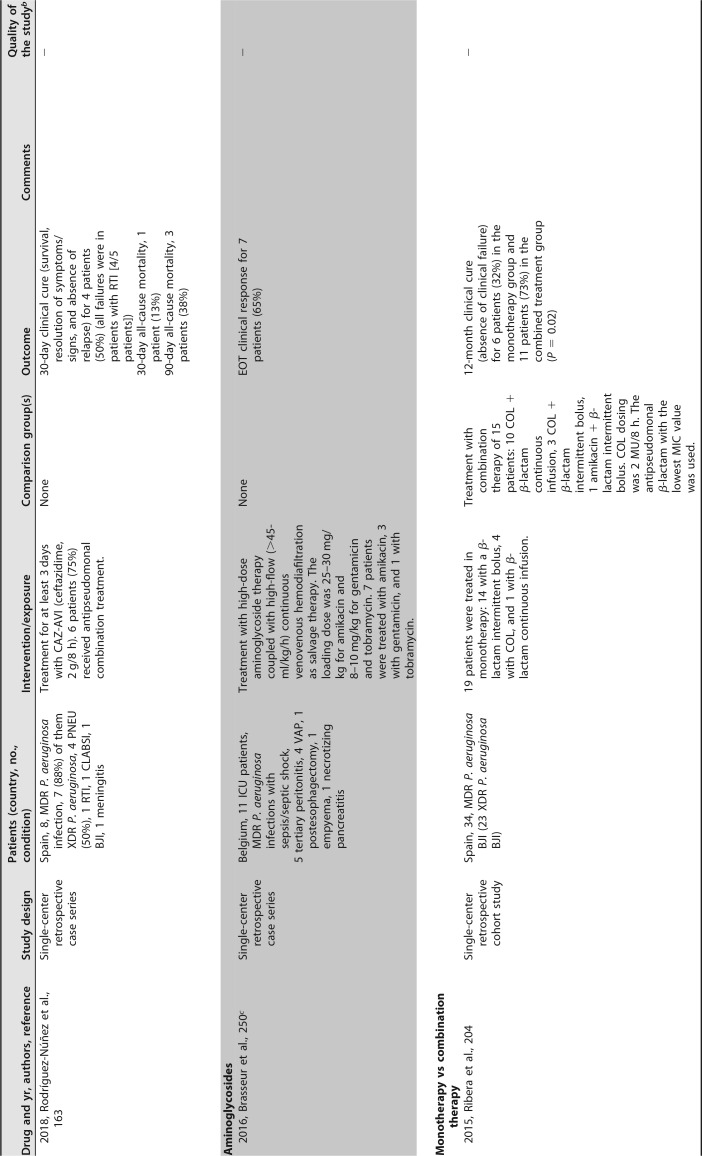 Drug and yr, authors, reference
Study design
Patients (country, no.,
condition)
Intervention/exposure
Comparison group(s)
Outcome
Comments
Quality of
the studyᵇ
2018, Rodríguez-Núñez et al.,
163
Single-center
retrospective
case series
Spain, 8, MDR P. aeruginosa
infection, 7 (88%) of them
XDR P. aeruginosa, 4 PNEU
(50%), 1 RTI, 1 CLABSI, 1
BJI, 1 meningitis
Treatment for at least 3 days
with CAZ-AVI (ceftazidime,
2 g/8 h). 6 patients (75%)
received antipseudomonal
combination treatment.
None
30-day clinical cure (survival,
resolution of symptoms/
signs, and absence of
relapse) for 4 patients
(50%) (all failures were in
patients with RTI [4/5
patients])
30-day all-cause mortality, 1
patient (13%)
90-day all-cause mortality, 3
patients (38%)
–
Aminoglycosides
2016, Brasseur et al., 250ᶜ
Single-center
retrospective
case series
Belgium, 11 ICU patients,
MDR P. aeruginosa
infections with
sepsis/septic shock,
5 tertiary peritonitis, 4 VAP, 1
postesophagectomy, 1
empyema, 1 necrotizing
pancreatitis
Treatment with high-dose
aminoglycoside therapy
coupled with high-flow (>45-
ml/kg/h) continuous
venovenous hemodiafiltration
as salvage therapy. The
loading dose was 25–30 mg/
kg for amikacin and
8–10 mg/kg for gentamicin
and tobramycin. 7 patients
were treated with amikacin, 3
with gentamicin, and 1 with
tobramycin.
None
EOT clinical response for 7
patients (65%)
–
Monotherapy vs combination
therapy
2015, Ribera et al., 204
Single-center
retrospective
cohort study
Spain, 34, MDR P. aeruginosa
BJI (23 XDR P. aeruginosa
BJI)
19 patients were treated in
monotherapy: 14 with a β-
lactam intermittent bolus, 4
with COL, and 1 with β-
lactam continuous infusion.
Treatment with
combination
therapy of 15
patients: 10 COL +
β-lactam
continuous
infusion, 3 COL +
β-lactam
intermittent bolus,
1 amikacin + β-
lactam intermittent
bolus. COL dosing
was 2 MU/8 h. The
antipseudomonal
β-lactam with the
lowest MIC value
was used.
12-month clinical cure
(absence of clinical failure)
for 6 patients (32%) in the
monotherapy group and
11 patients (73%) in the
combined treatment group
(P = 0.02)
–